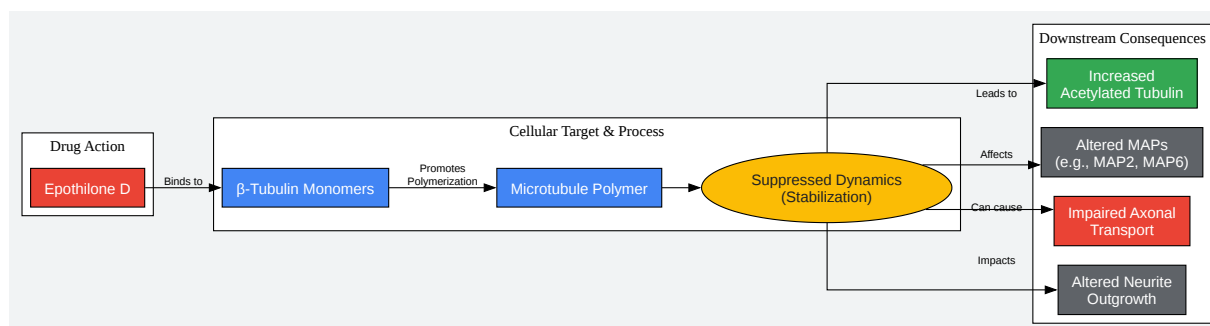 Downstream Consequences
Increased
Acetylated Tubulin
Leads to
Cellular Target & Process
Drug Action
Altered MAPs
(e.g., MAP2, MAP6)
Affects
Promotes
Polymerization
Epothilone D
Binds to
β-Tubulin Monomers
Microtubule Polymer
Suppressed Dynamics
(Stabilization)
Can cause
Impaired Axonal
Transport
Impacts
Altered Neurite
Outgrowth